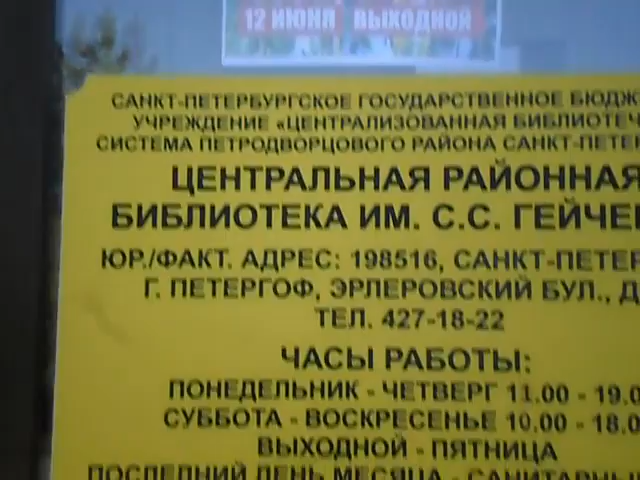 12 ИЮНЯ ВЫХОДНОЙ
САНКТ-ПЕТЕРБУРГСКОЕ ГОСУДАРСТВЕННОЕ БЮДЖ
УЧРЕЖДЕНИЕ «ЦЕНТРАЛИЗОВАННАЯ БИБЛИОТЕЧ
СИСТЕМА ПЕТРОДВОРЦОВОГО РАЙОНА САНКТ-ПЕТЕР
ЦЕНТРАЛЬНАЯ РАЙОННАЯ
БИБЛИОТЕКА ИМ. С.С. ГЕЙЧЕ
ЮР./ФАКТ. АДРЕС: 198516, САНКТ-ПЕТЕР
Г. ПЕТЕРГОФ, ЭРЛЕРОВСКИЙ БУЛ., Д
ТЕЛ. 427-18-22
ЧАСЫ РАБОТЫ:
ПОНЕДЕЛЬНИК - ЧЕТВЕРГ 11.00 - 19.0
СУББОТА - ВОСКРЕСЕНЬЕ 10.00 - 18.0
ВЫХОДНОЙ - ПЯТНИЦА
ПОСЛЕДНИЙ ДЕНЬ МЕСЯЦА - САНИТАРНЫ